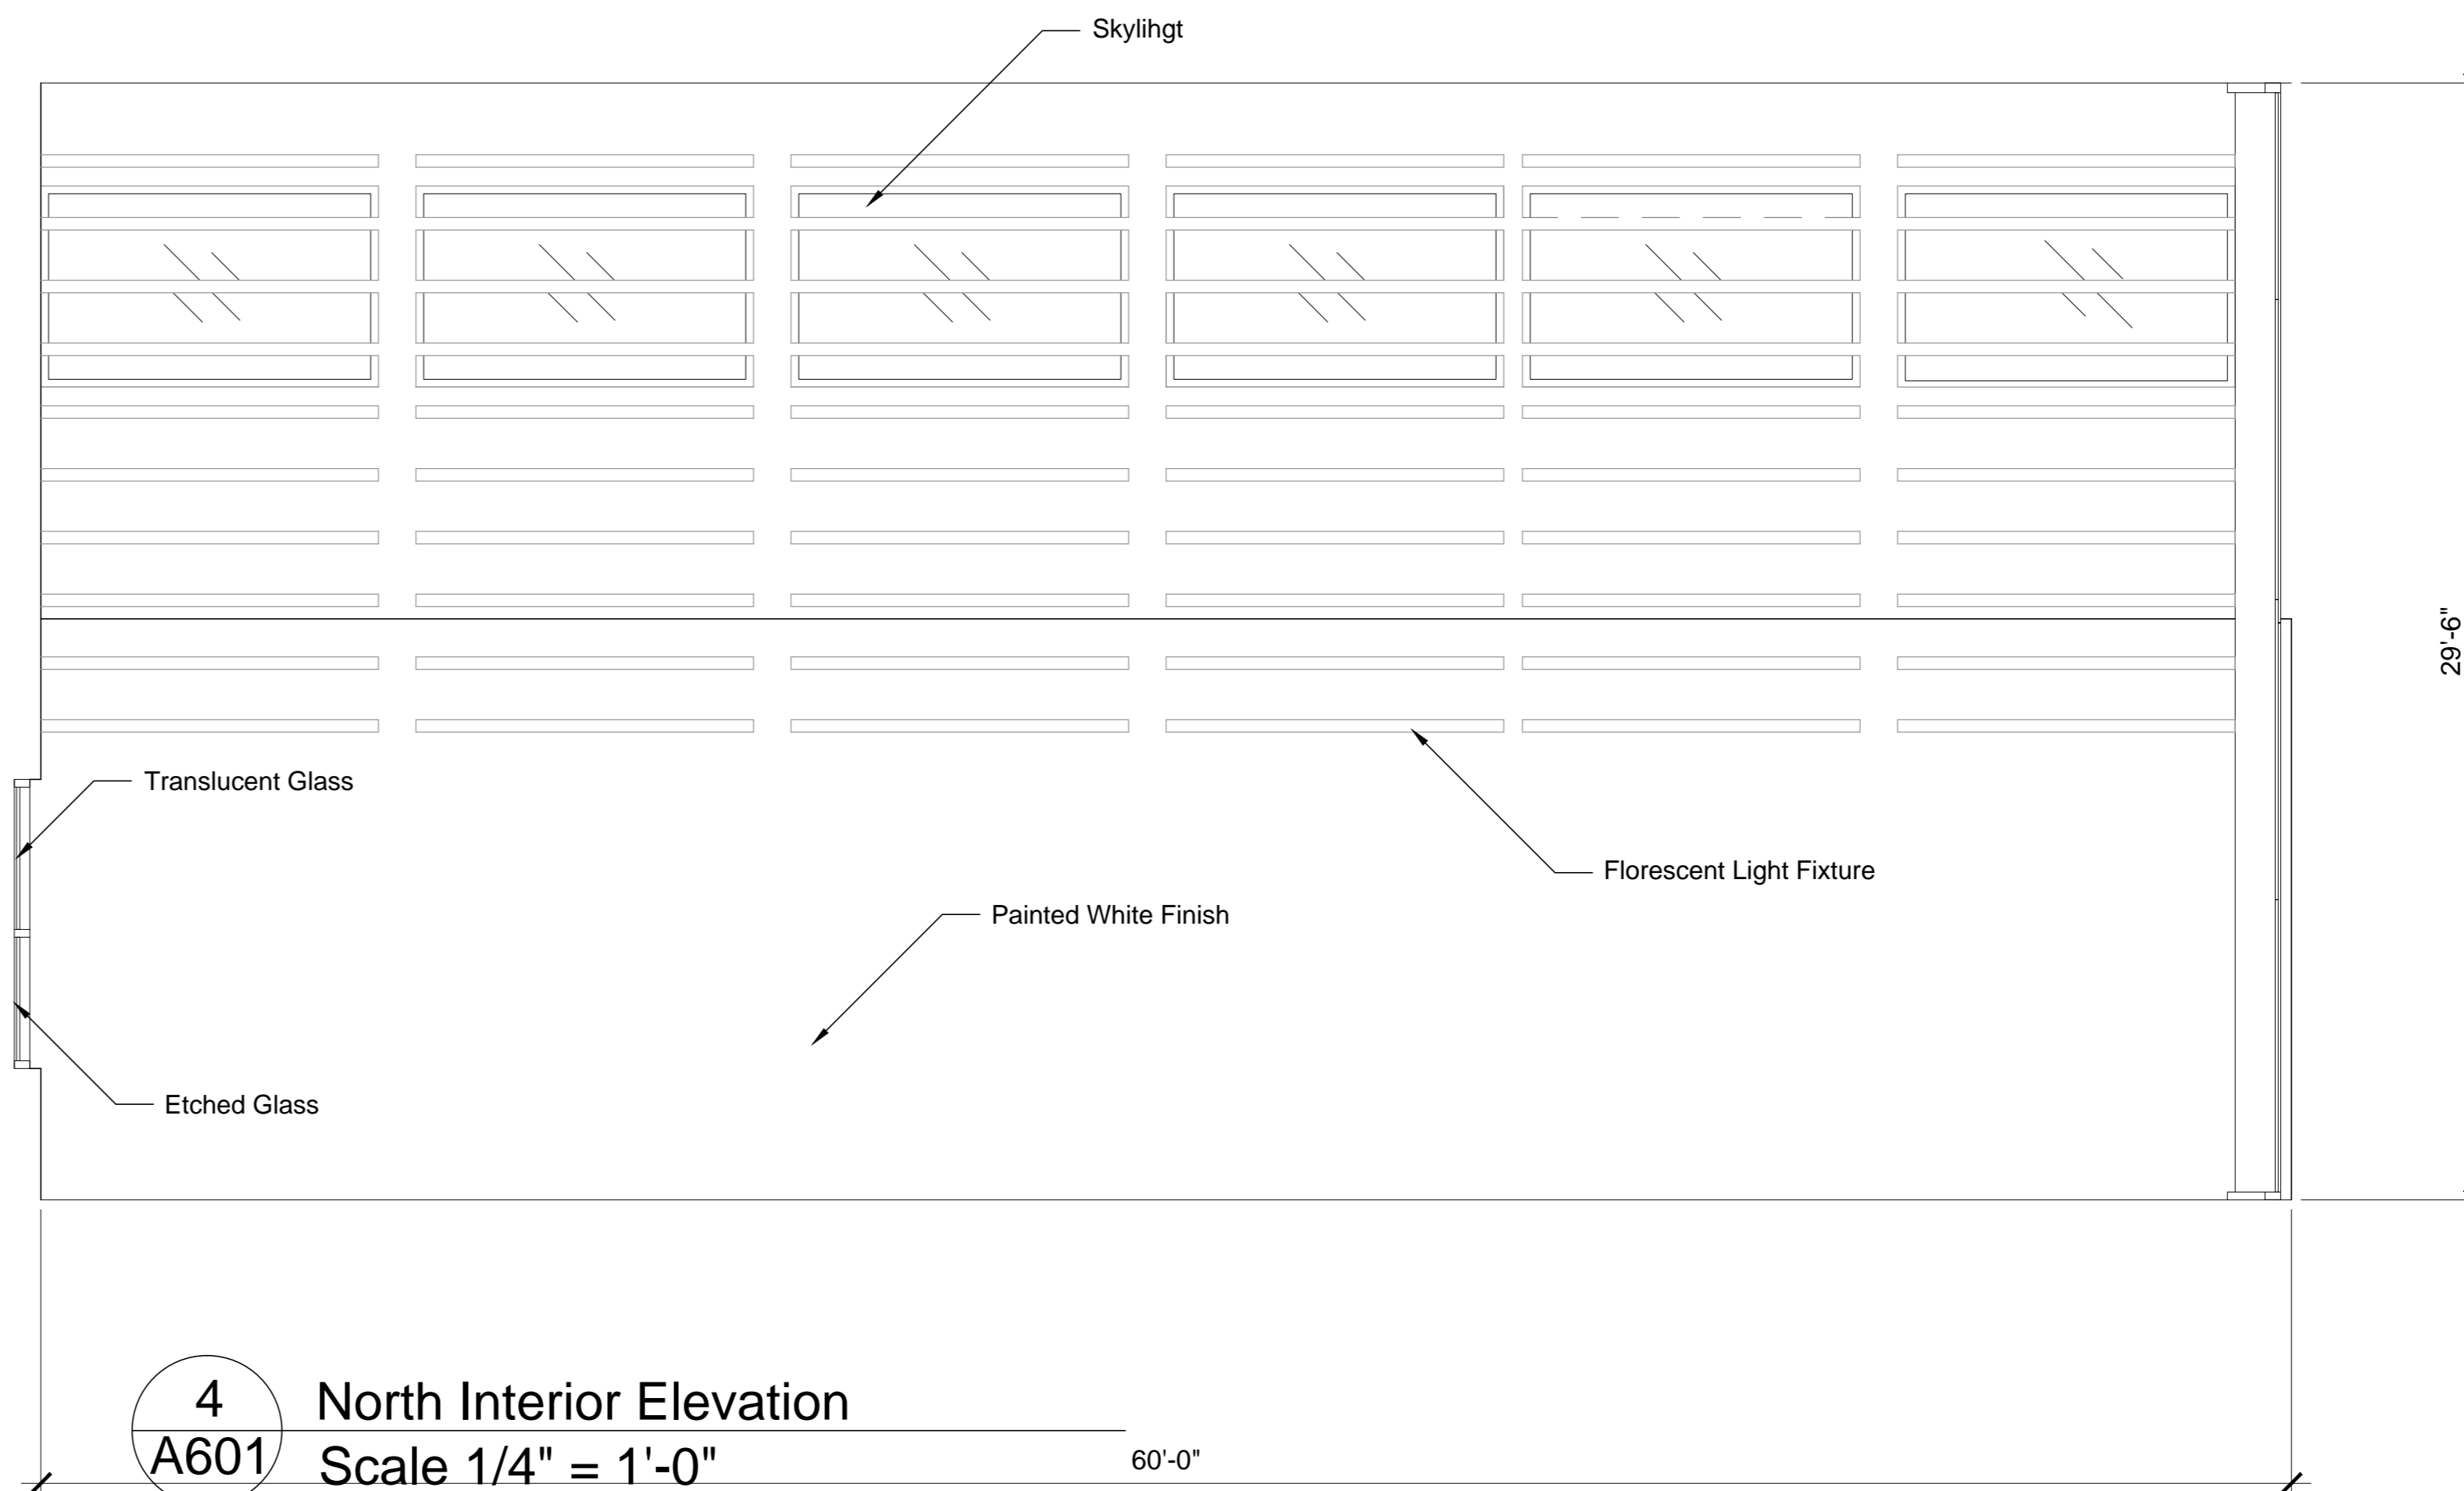 Skylihgt
29'-6"
Translucent Glass
Florescent Light Fixture
Painted White Finish
Etched Glass
4
A601
North Interior Elevation
Scale 1/4" = 1'-0"
60'-0"